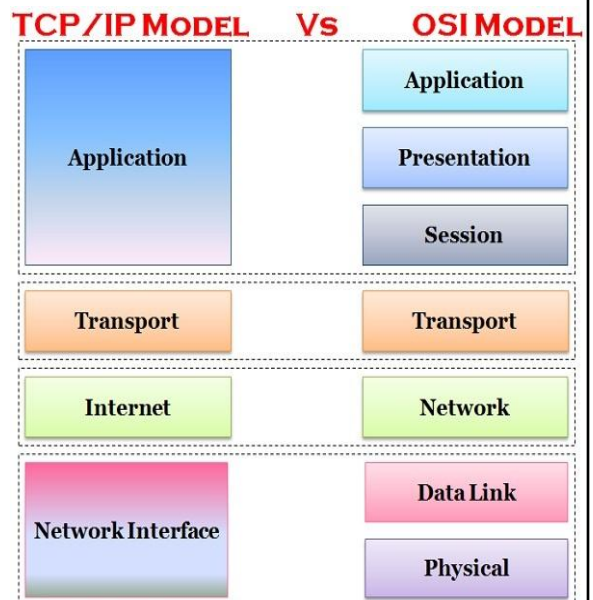 TCP/IP MODEL Vs OSI MODEL
Application
Application
Presentation
Session
Transport
Transport
Internet
Network
Network Interface
Data Link
Physical